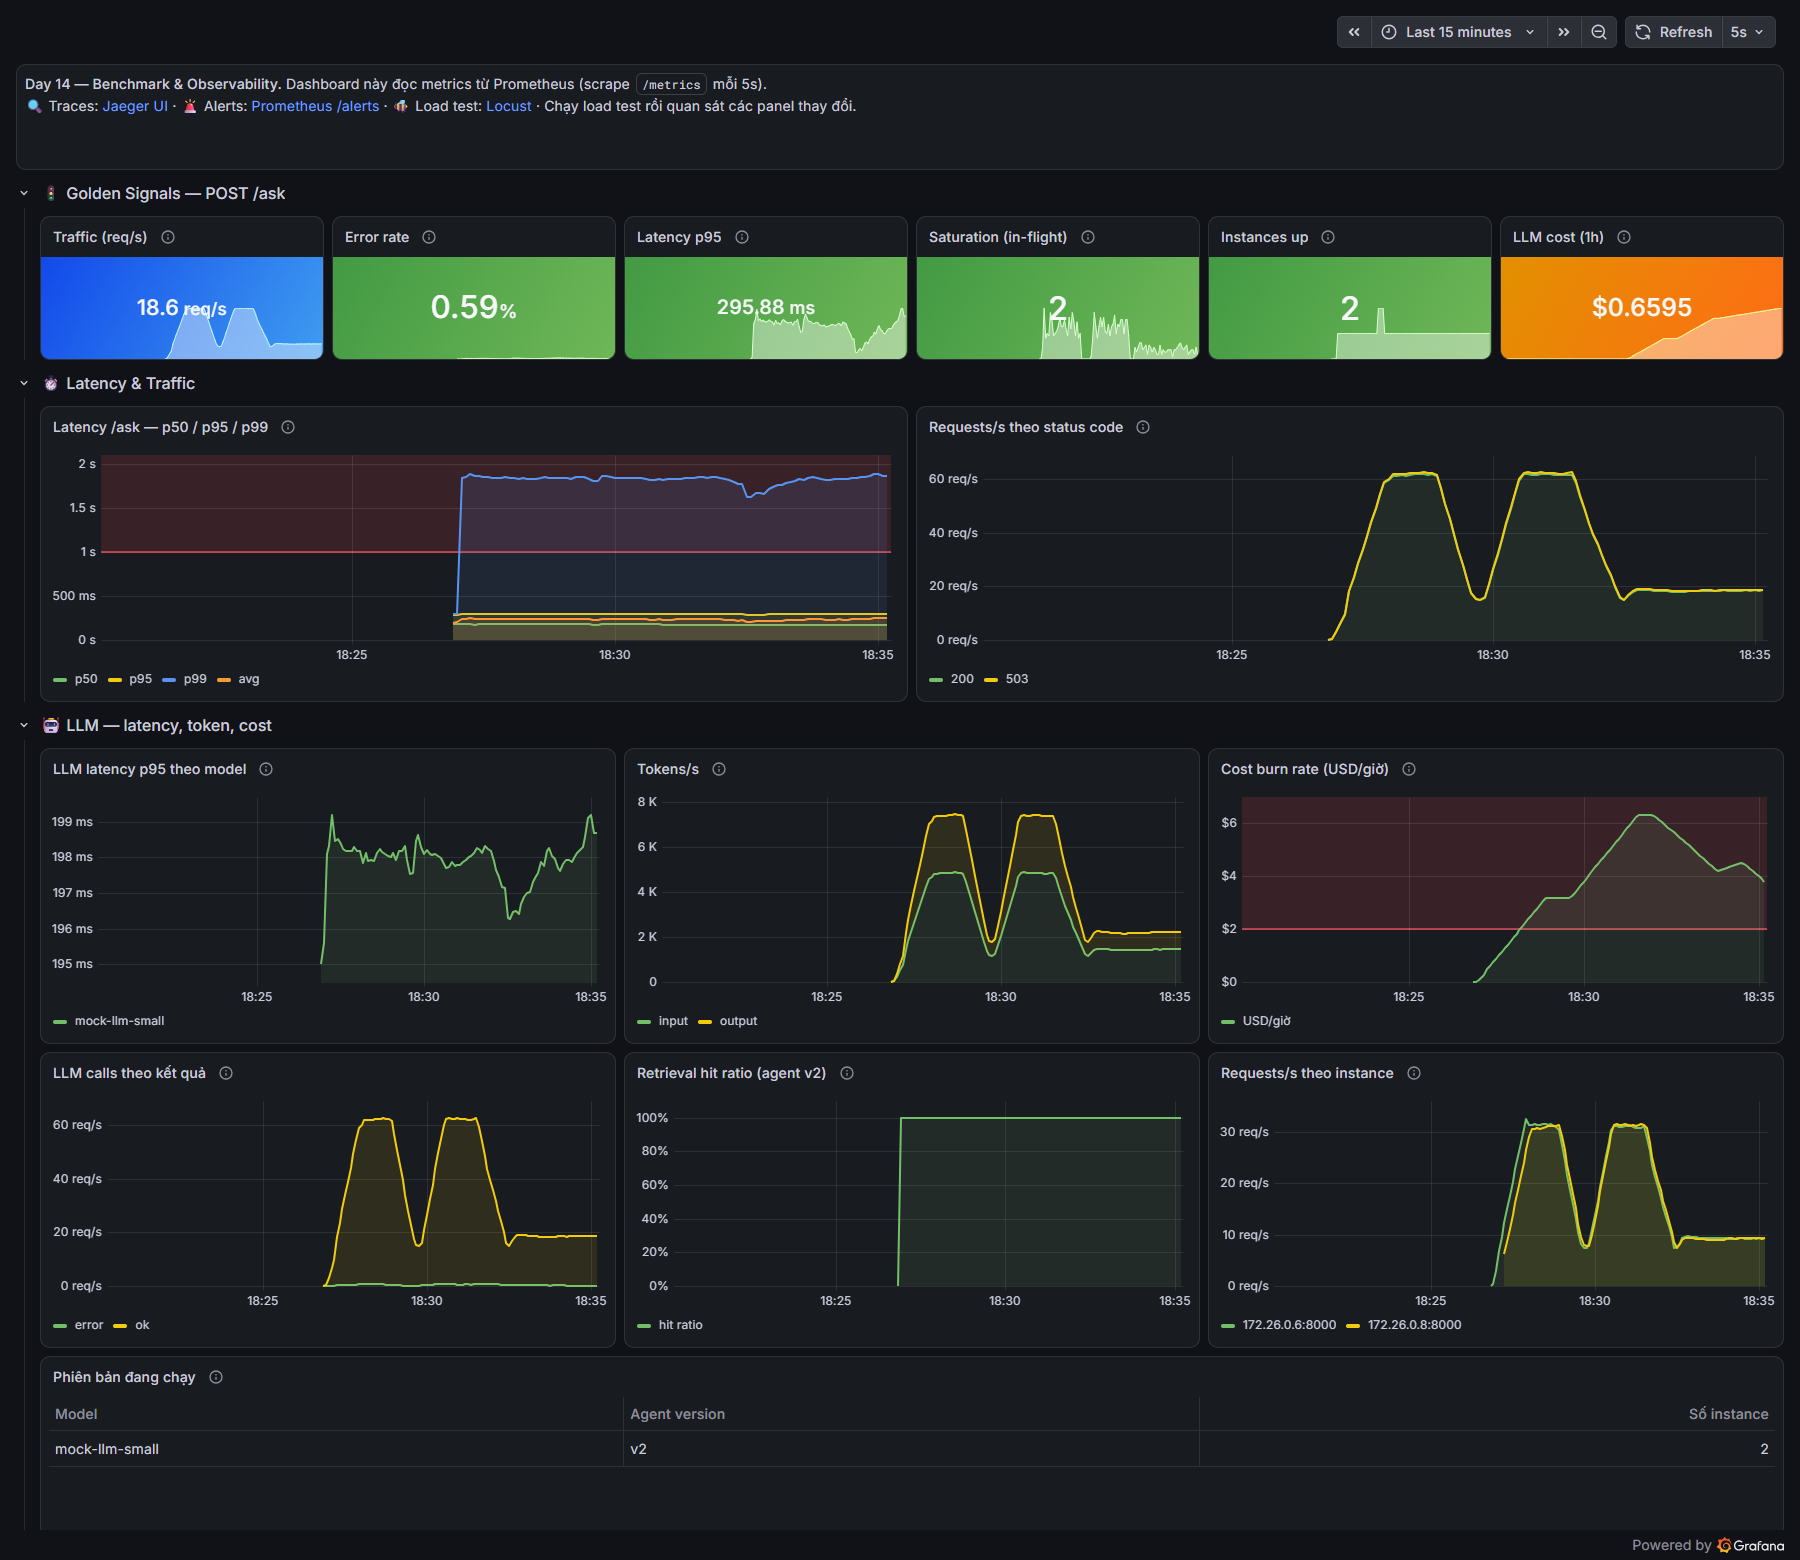 Last 15 minutes
Refresh
5s
Day 14 — Benchmark & Observability. Dashboard này đọc metrics từ Prometheus (scrape /metrics mỗi 5s).
Traces: Jaeger UI · Alerts: Prometheus /alerts · Load test: Locust · Chạy load test rồi quan sát các panel thay đổi.
Golden Signals — POST /ask
Traffic (req/s)
18.6 req/s
Error rate
0.59%
Latency p95
295.88 ms
Saturation (in-flight)
2
Instances up
2
LLM cost (1h)
$0.6595
Latency & Traffic
Latency /ask — p50 / p95 / p99
2 s
1.5 s
1 s
500 ms
0 s
18:25 18:30 18:35
p50 p95 p99 avg
Requests/s theo status code
60 req/s
40 req/s
20 req/s
0 req/s
18:25 18:30 18:35
200 503
LLM — latency, token, cost
LLM latency p95 theo model
199 ms
198 ms
197 ms
196 ms
195 ms
18:25 18:30 18:35
mock-llm-small
Tokens/s
8 K
6 K
4 K
2 K
0
18:25 18:30 18:35
input output
Cost burn rate (USD/giờ)
$6
$4
$2
$0
18:25 18:30 18:35
USD/giờ
LLM calls theo kết quả
60 req/s
40 req/s
20 req/s
0 req/s
18:25 18:30 18:35
error ok
Retrieval hit ratio (agent v2)
100%
80%
60%
40%
20%
0%
18:25 18:30 18:35
hit ratio
Requests/s theo instance
30 req/s
20 req/s
10 req/s
0 req/s
18:25 18:30 18:35
172.26.0.6:8000 172.26.0.8:8000
Phiên bản đang chạy
Model Agent version Số instance
mock-llm-small v2 2
Powered by Grafana